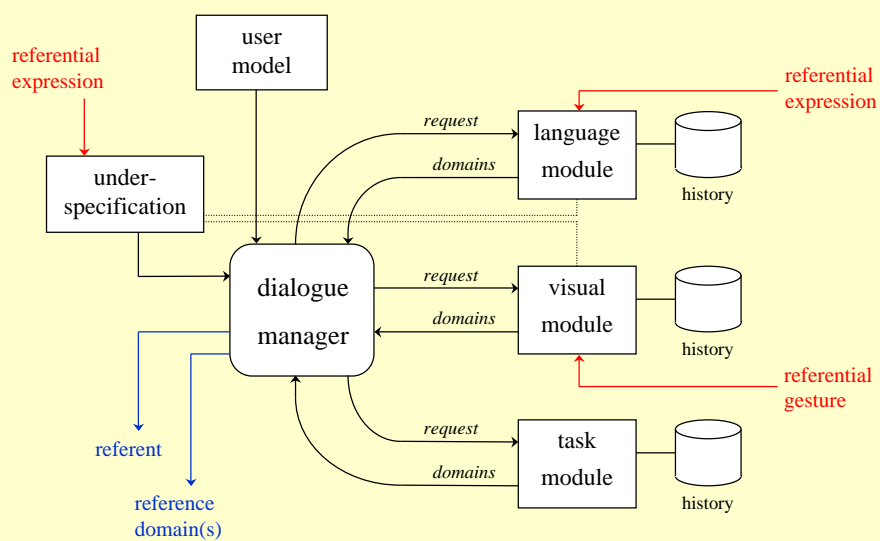 user
model
referential
expression
referential
expression
request
language
module
domains
history
under-
specification
dialogue
manager
request
visual
module
domains
history
referential
gesture
referent
reference
domain(s)
request
task
module
domains
history